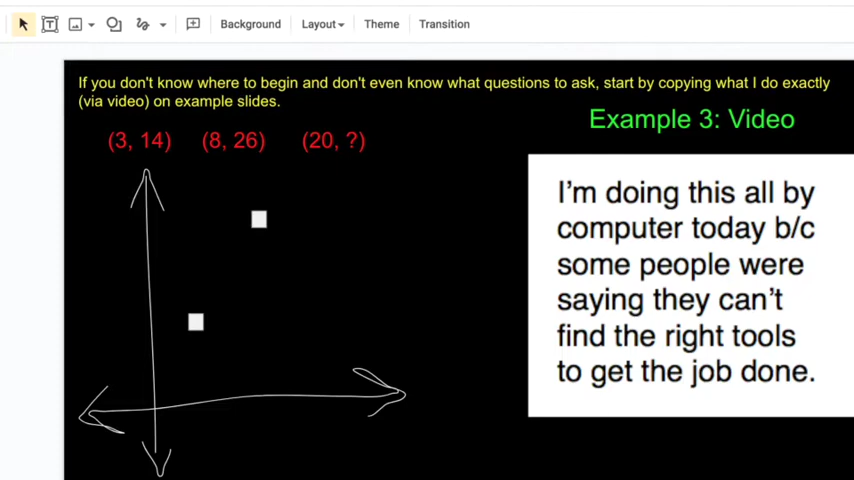 Background Layout Theme Transition
If you don't know where to begin and don't even know what questions to ask, start by copying what I do exactly
(via video) on example slides.
Example 3: Video
(3, 14) (8, 26) (20, ?)
I'm doing this all by
computer today b/c
some people were
saying they can't
find the right tools
to get the job done.